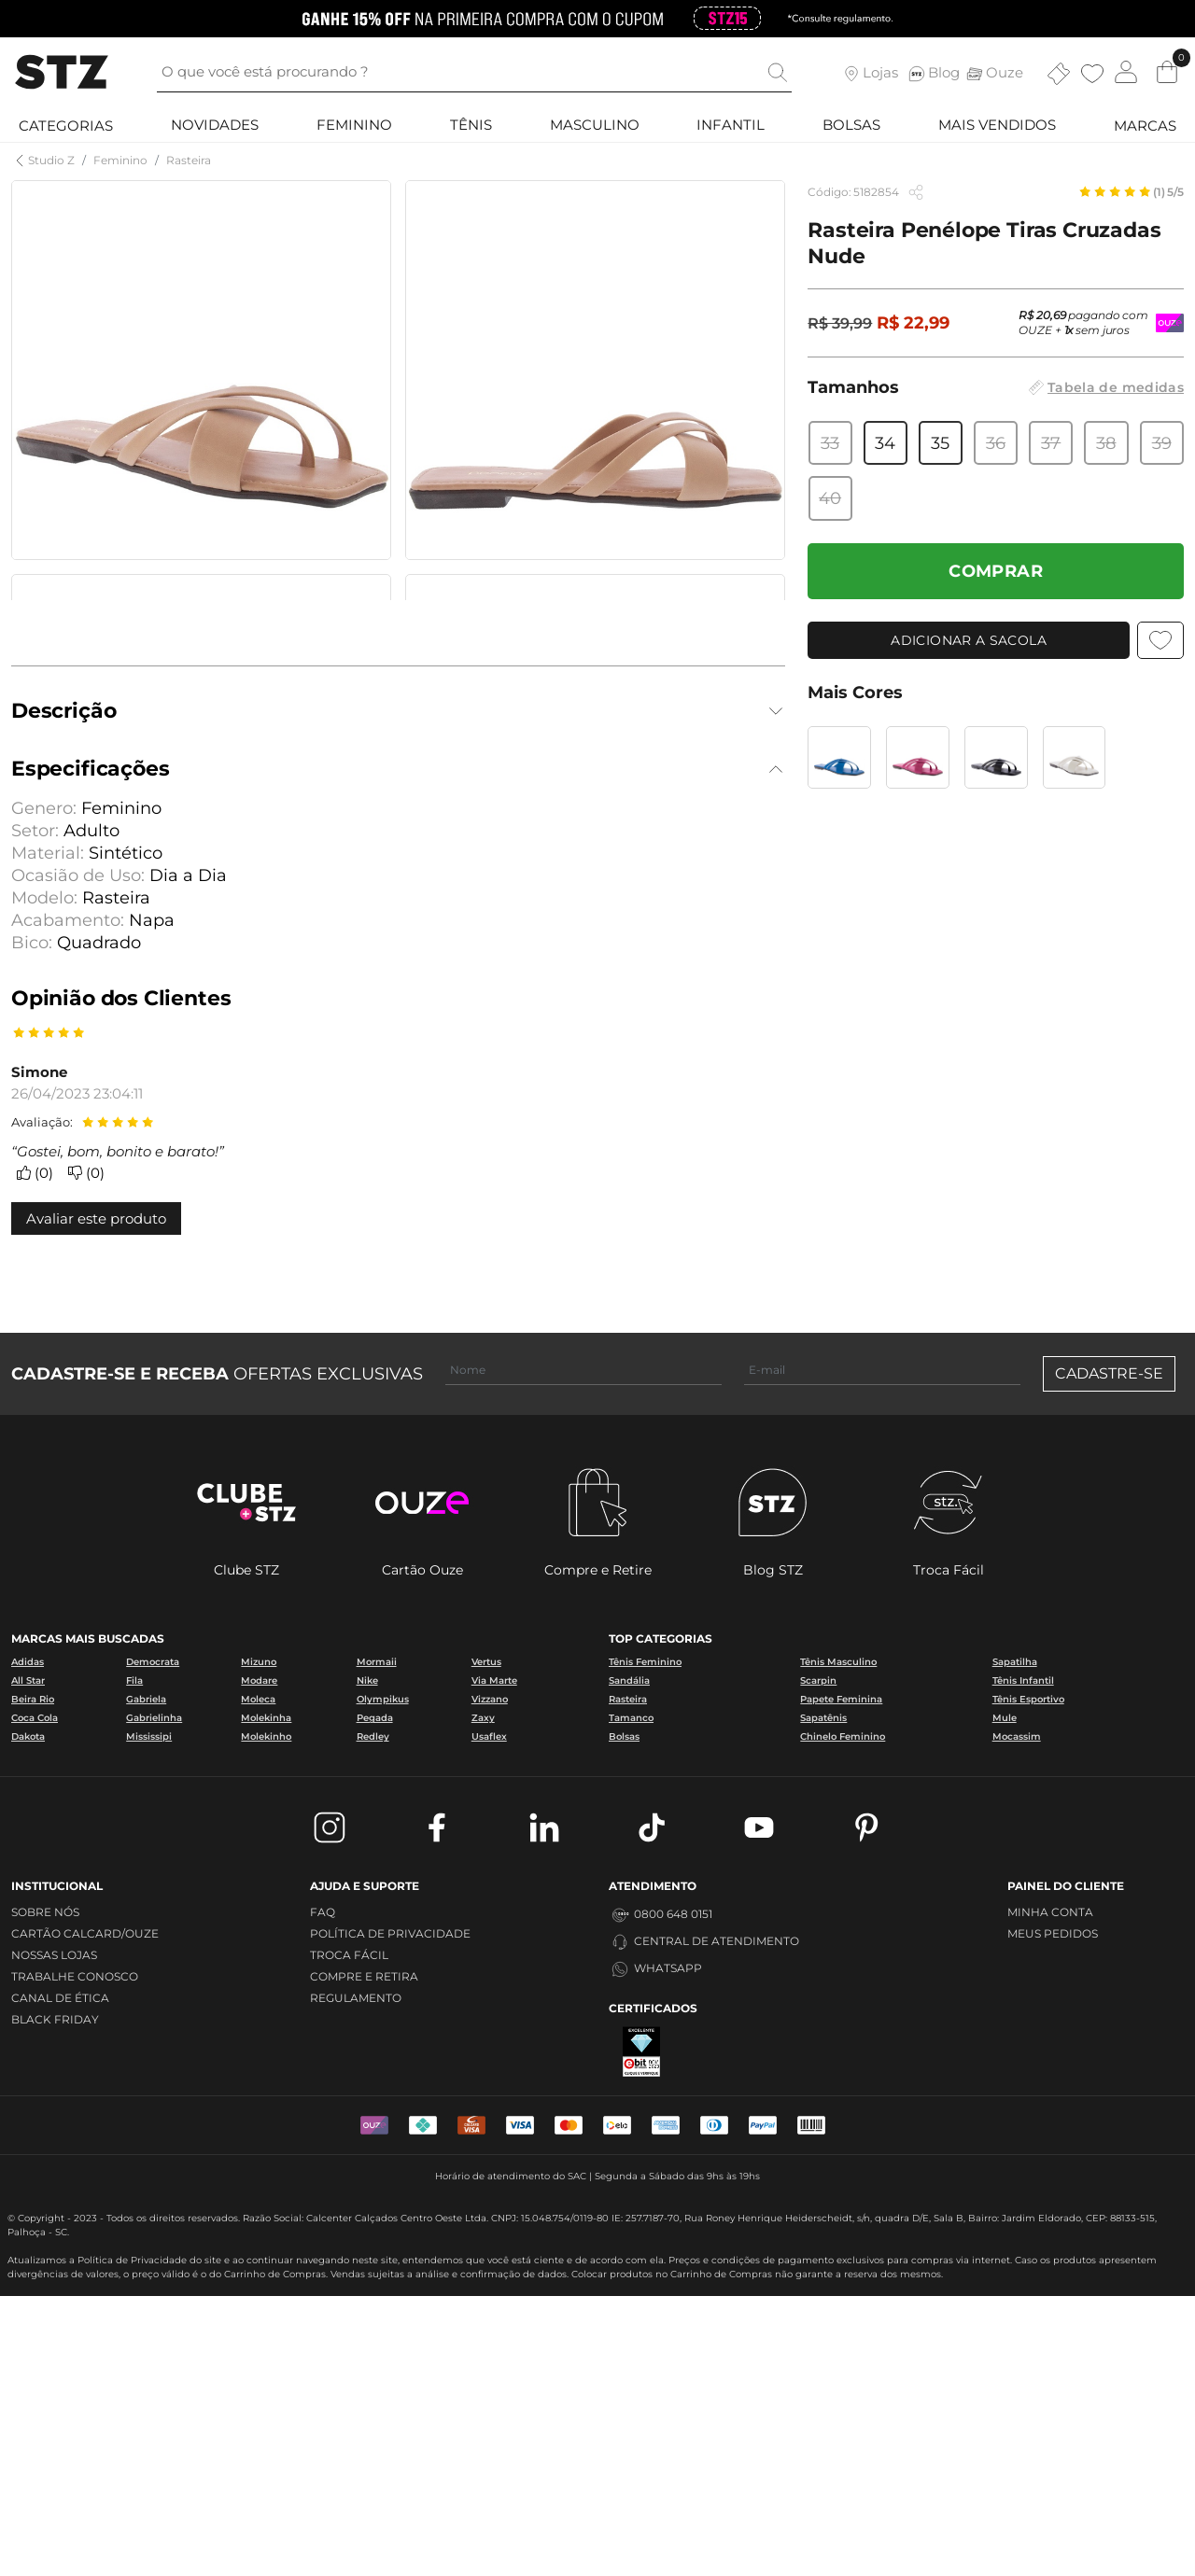 GANHE 15% OFF NA PRIMEIRA COMPRA COM O CUPOM STZ15 *Consulte regulamento.
STZ
O que você está procurando ?
Lojas
STZ
Blog
Ouze
0
CATEGORIAS
NOVIDADES
FEMININO
TÊNIS
MASCULINO
INFANTIL
BOLSAS
MAIS VENDIDOS
MARCAS
Studio Z / Feminino / Rasteira
Código: 5182854
(1) 5/5
Rasteira Penélope Tiras Cruzadas
Nude
R$ 39,99 R$ 22,99
R$ 20,69 pagando com
OUZE + 1x sem juros
Tamanhos
Tabela de medidas
33 34 35 36 37 38 39
40
COMPRAR
ADICIONAR A SACOLA
Mais Cores
Descrição
Especificações
Genero: Feminino
Setor: Adulto
Material: Sintético
Ocasião de Uso: Dia a Dia
Modelo: Rasteira
Acabamento: Napa
Bico: Quadrado
Opinião dos Clientes
Simone
26/04/2023 23:04:11
Avaliação:
“Gostei, bom, bonito e barato!”
(0) (0)
Avaliar este produto
CADASTRE-SE E RECEBA OFERTAS EXCLUSIVAS
Nome
E-mail
CADASTRE-SE
CLUBE
+STZ
ouze
STZ
stz.
Clube STZ
Cartão Ouze
Compre e Retire
Blog STZ
Troca Fácil
MARCAS MAIS BUSCADAS
Adidas Democrata Mizuno Mormaii Vertus
All Star Fila Modare Nike Via Marte
Beira Rio Gabriela Moleca Olympikus Vizzano
Coca Cola Gabrielinha Molekinha Pegada Zaxy
Dakota Mississipi Molekinho Redley Usaflex
TOP CATEGORIAS
Tênis Feminino Tênis Masculino Sapatilha
Sandália Scarpin Tênis Infantil
Rasteira Papete Feminina Tênis Esportivo
Tamanco Sapatênis Mule
Bolsas Chinelo Feminino Mocassim
INSTITUCIONAL
SOBRE NÓS
CARTÃO CALCARD/OUZE
NOSSAS LOJAS
TRABALHE CONOSCO
CANAL DE ÉTICA
BLACK FRIDAY
AJUDA E SUPORTE
FAQ
POLÍTICA DE PRIVACIDADE
TROCA FÁCIL
COMPRE E RETIRA
REGULAMENTO
ATENDIMENTO
0800 648 0151
CENTRAL DE ATENDIMENTO
WHATSAPP
CERTIFICADOS
EXCELENTE
ebit
CLIQUE E VERIFIQUE
PAINEL DO CLIENTE
MINHA CONTA
MEUS PEDIDOS
VISA
VISA
elo
PayPal
Horário de atendimento do SAC | Segunda a Sábado das 9hs às 19hs
© Copyright - 2023 - Todos os direitos reservados. Razão Social: Calcenter Calçados Centro Oeste Ltda. CNPJ: 15.048.754/0119-80 IE: 257.7187-70, Rua Roney Henrique Heiderscheidt, s/n, quadra D/E, Sala B, Bairro: Jardim Eldorado, CEP: 88133-515,
Palhoça - SC.
Atualizamos a Política de Privacidade do site e ao continuar navegando neste site, entendemos que você está ciente e de acordo com ela. Preços e condições de pagamento exclusivos para compras via internet. Caso os produtos apresentem
divergências de valores, o preço válido é o do Carrinho de Compras. Vendas sujeitas a análise e confirmação de dados. Colocar produtos no Carrinho de Compras não garante a reserva dos mesmos.